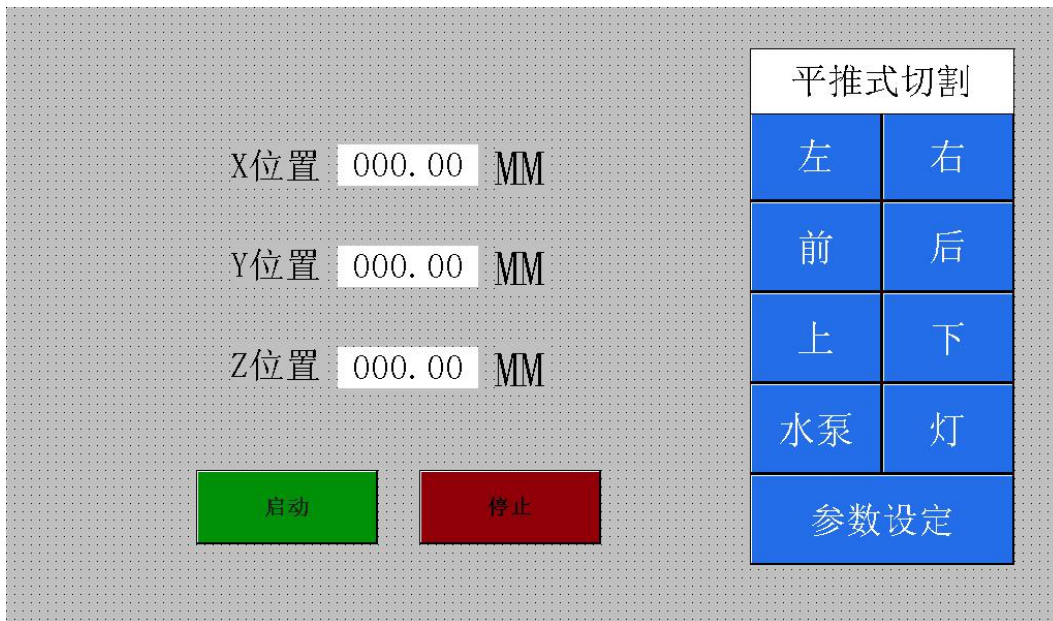 平推式切割
左 右
X位置 000.00 MM
前 后
Y位置 000.00 MM
上 下
Z位置 000.00 MM
水泵 灯
启动 停止
参数设定